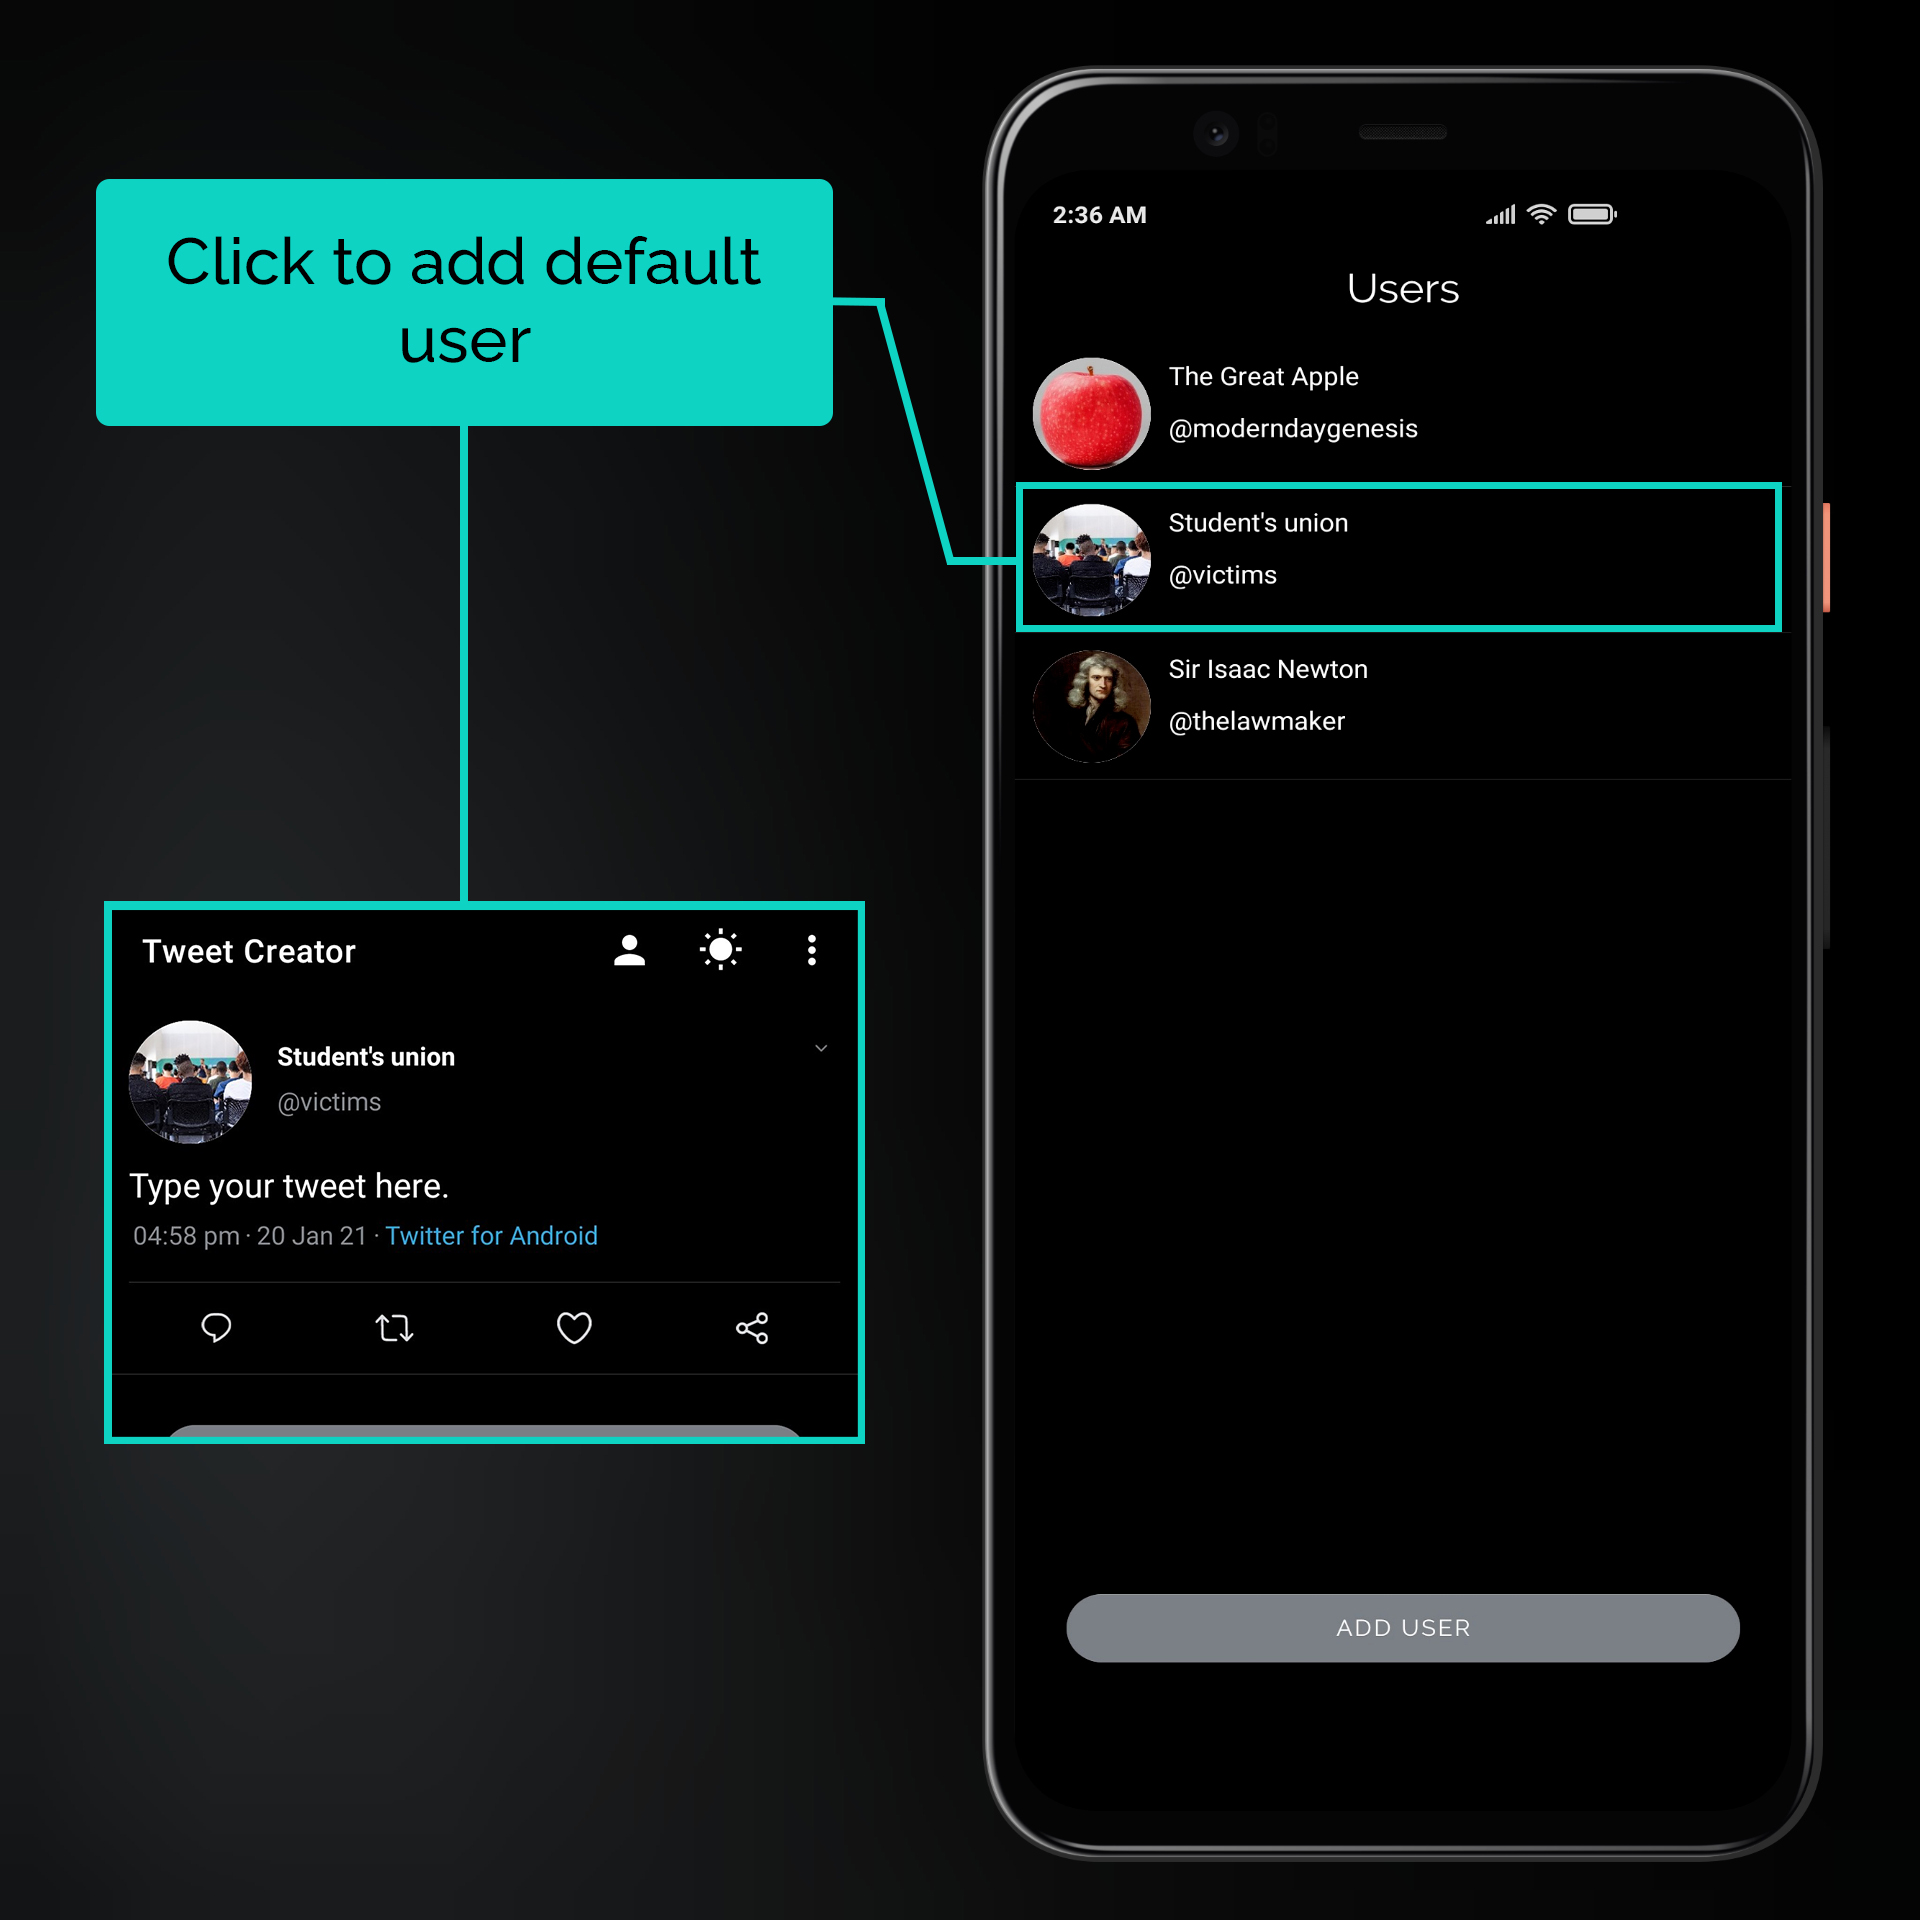 Click to add default
user
2:36 AM
Users
The Great Apple
@moderndaygenesis
Student's union
@victims
Sir Isaac Newton
@thelawmaker
ADD USER
Tweet Creator
Student's union
@victims
Type your tweet here.
04:58 pm · 20 Jan 21 · Twitter for Android